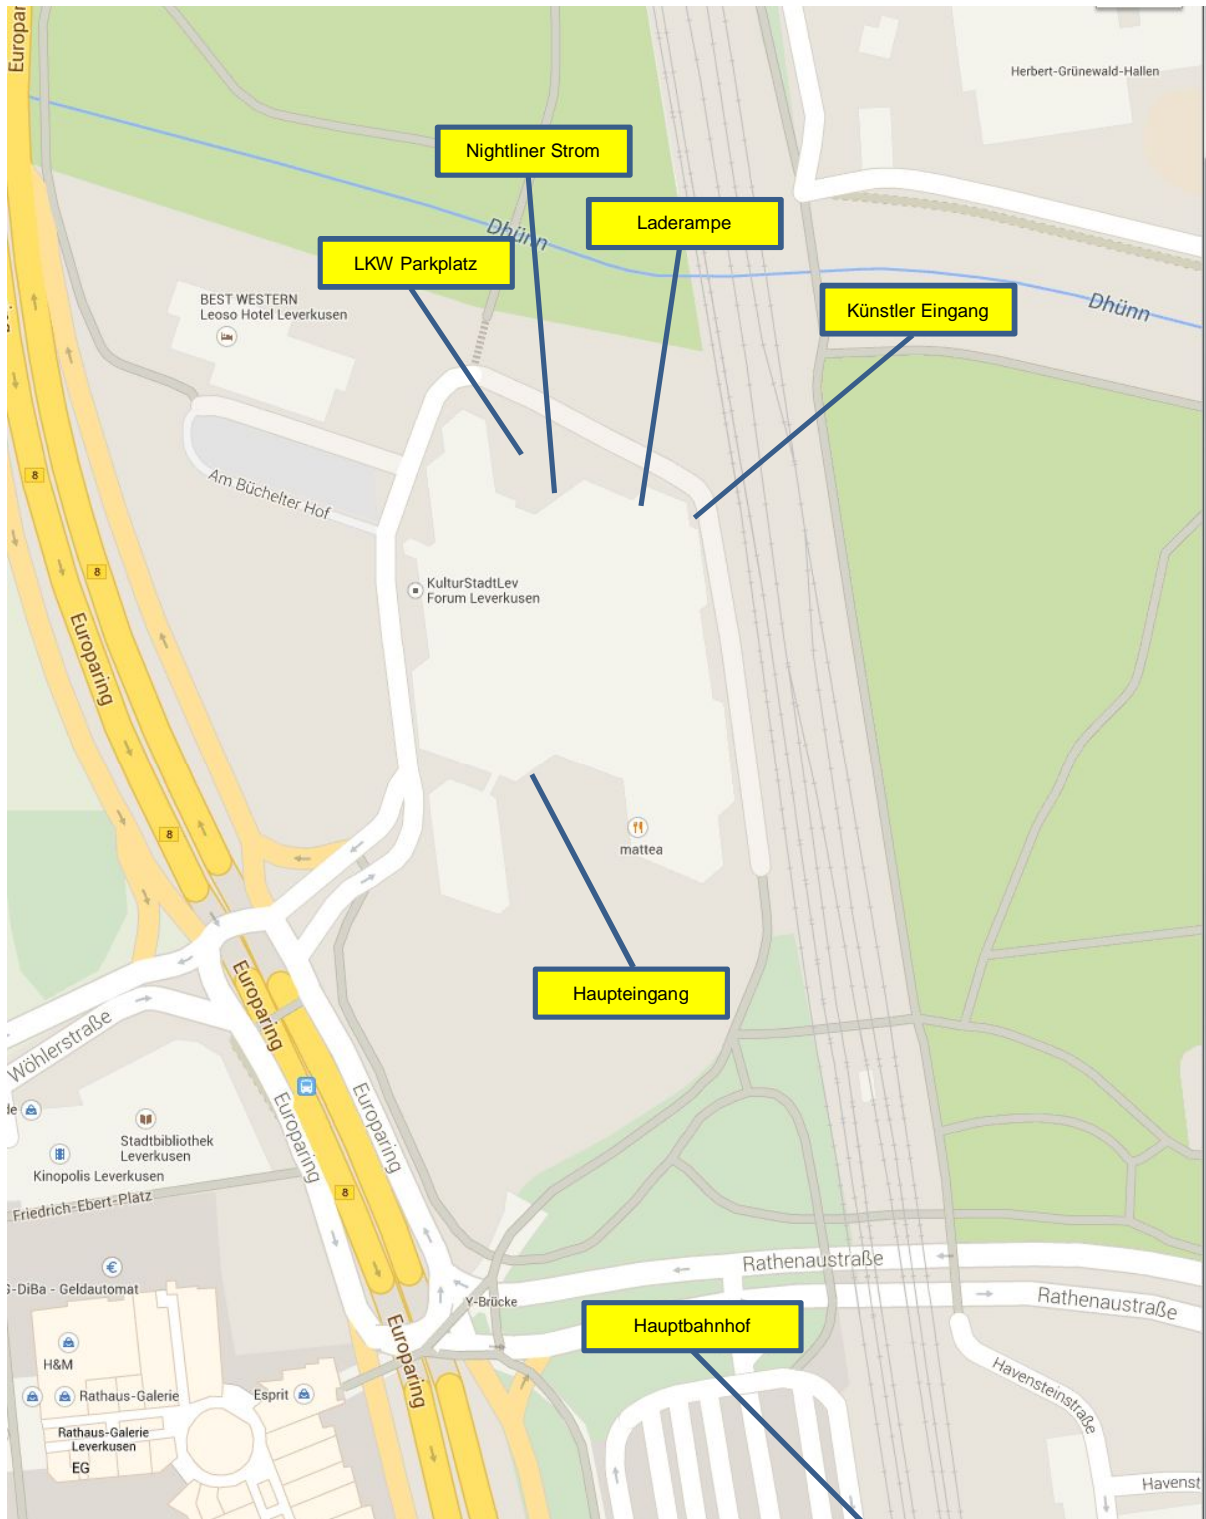 Europar
Herbert-Grünewald-Hallen
Nightliner Strom
Laderampe
Dhünn
LKW Parkplatz
BEST WESTERN
Leoso Hotel Leverkusen
Künstler Eingang
Dhünn
8
Am Büchelter Hof
8
KulturStadtLev
Forum Leverkusen
Europaring
8
mattea
Haupteingang
Europaring
Wöhlerstraße
Europaring
Europaring
Stadtbibliothek
Leverkusen
Kinopolis Leverkusen
8
Friedrich-Ebert-Platz
Rathenaustraße
G-DiBa - Geldautomat
€
Y-Brücke
Rathenaustraße
Hauptbahnhof
Europaring
H&M
Havensteinstraße
Rathaus-Galerie
Esprit
Rathaus-Galerie
Leverkusen
EG
Havenst